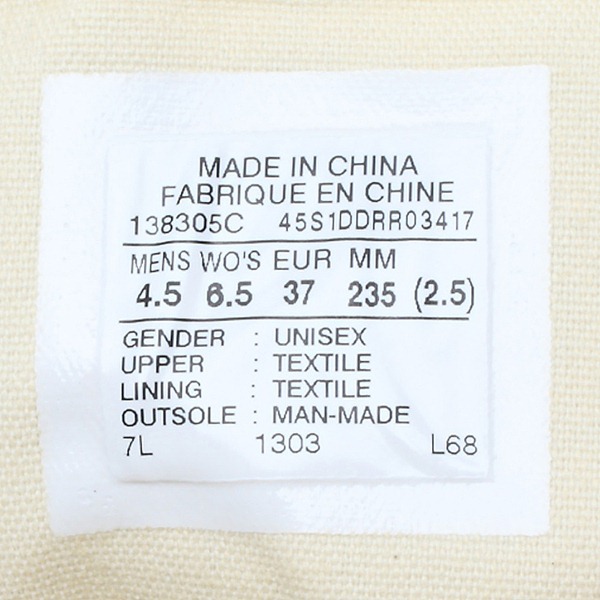 MADE IN CHINA
FABRIQUE EN CHINE
138305C 45S1DDRR03417
MENS WO'S EUR MM
4.5 6.5 37 235 (2.5)
GENDER : UNISEX
UPPER : TEXTILE
LINING : TEXTILE
OUTSOLE : MAN-MADE
7L 1303 L68